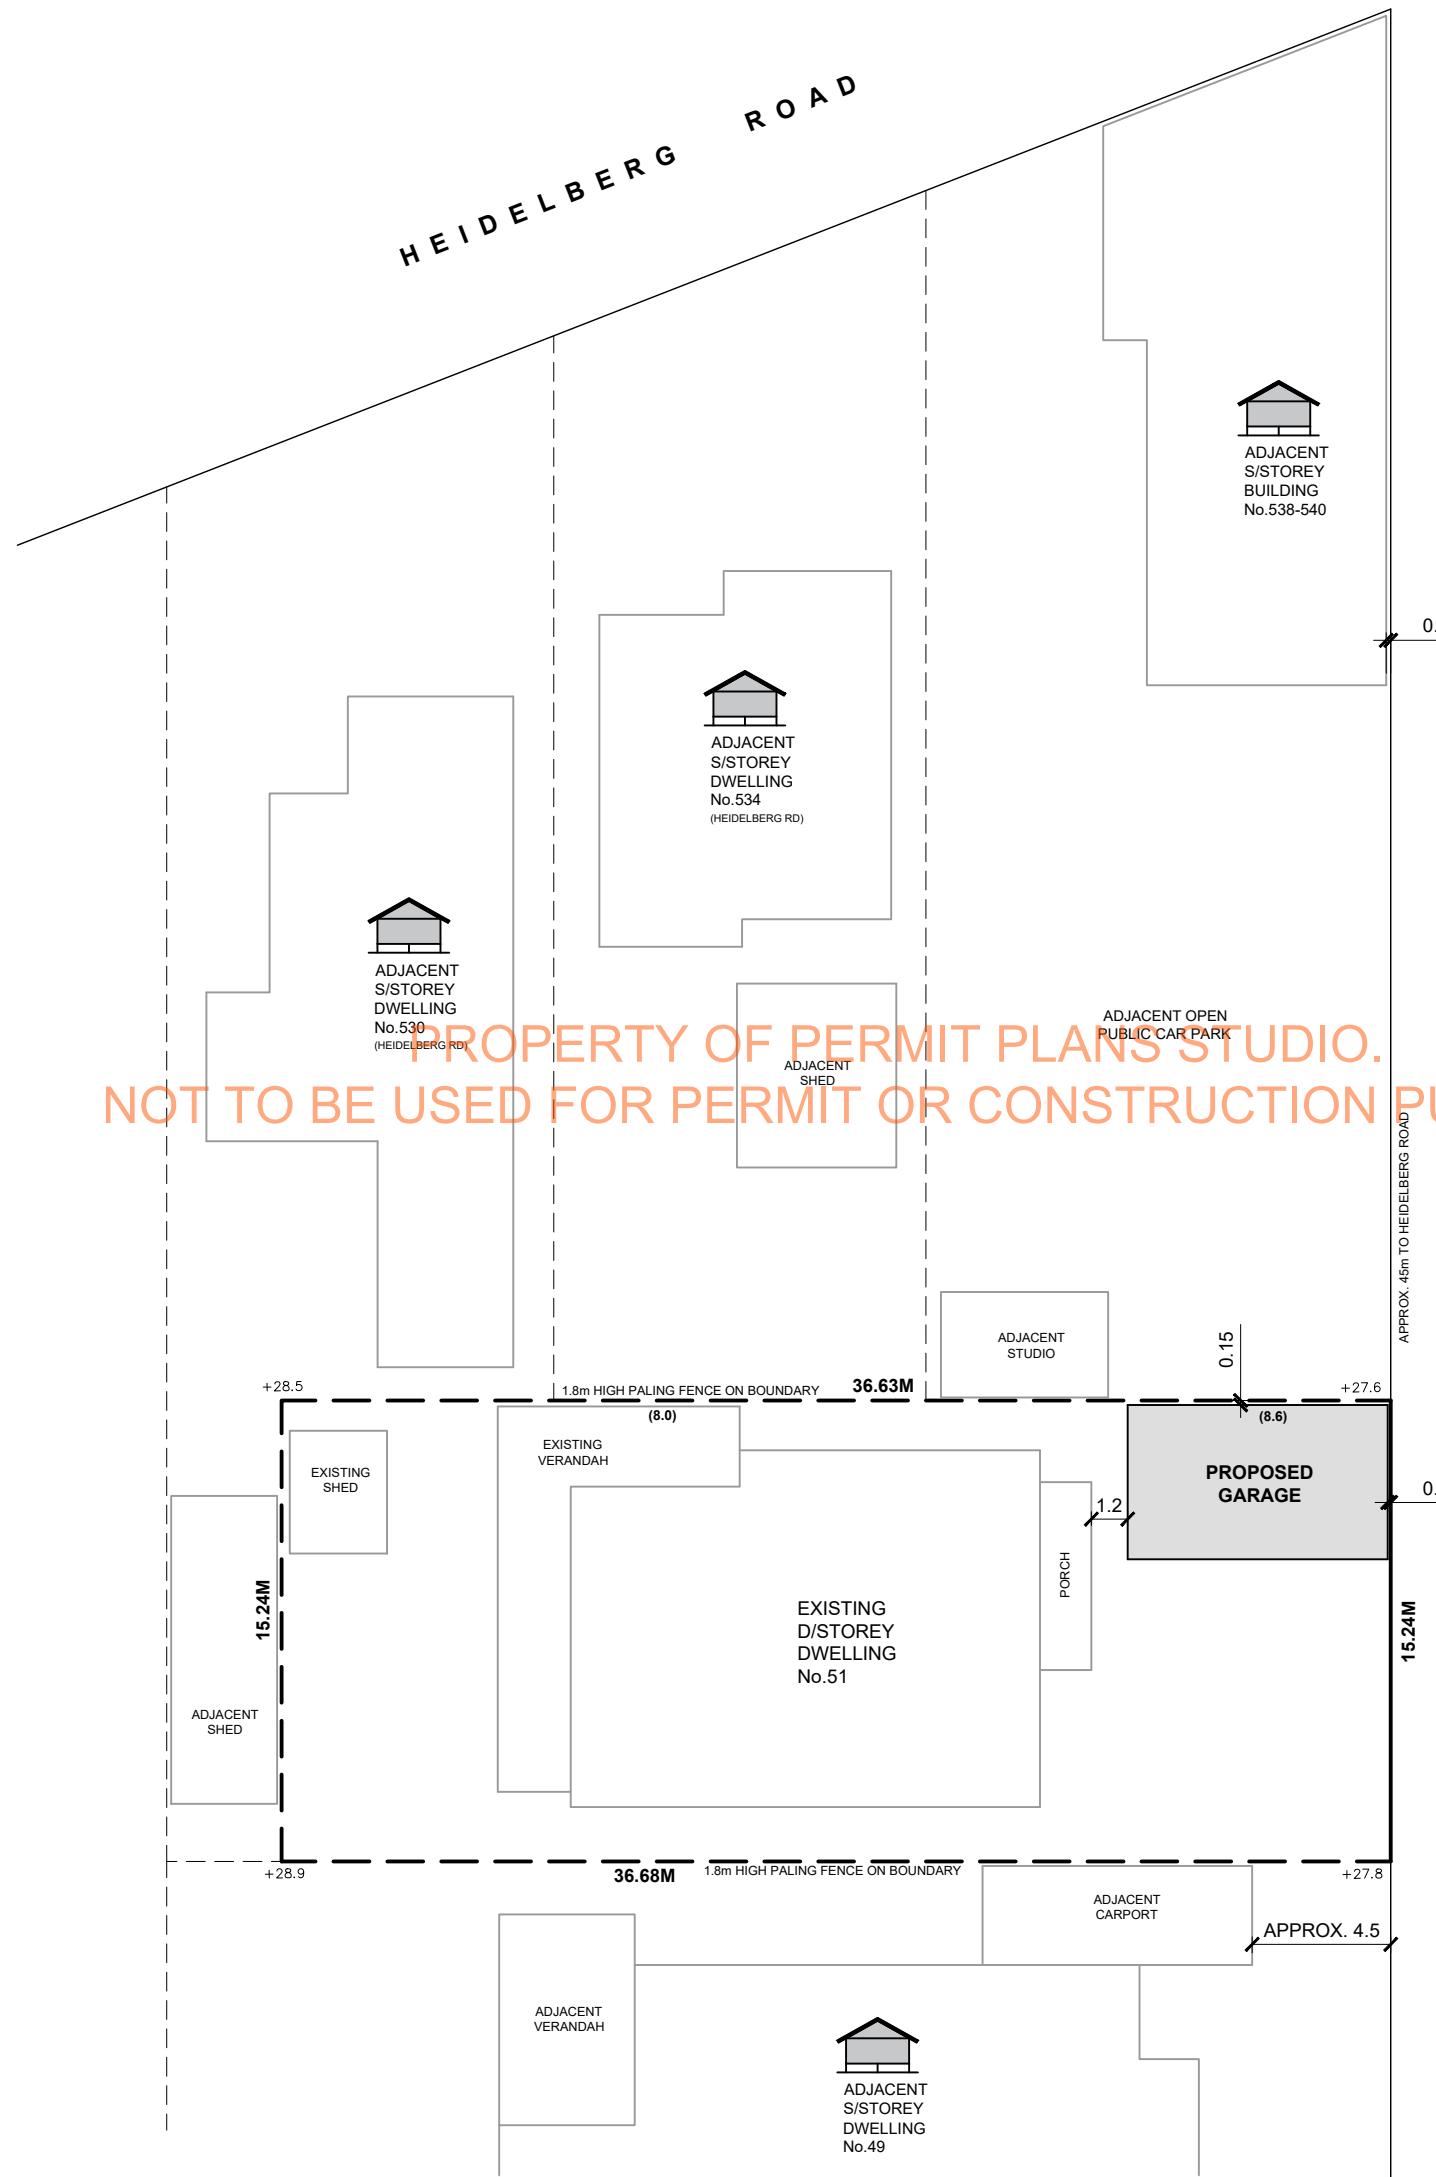 HEIDELBERG ROAD
ADJACENT
S/STOREY
BUILDING
No.538-540
0.
ADJACENT
S/STOREY
DWELLING
No.534
(HEIDELBERG RD)
ADJACENT
S/STOREY
DWELLING
No.530
(HEIDELBERG RD)
ADJACENT OPEN
PUBLIC CAR PARK
PROPERTY OF PERMIT PLANS STUDIO.
ADJACENT
SHED
NOT TO BE USED FOR PERMIT OR CONSTRUCTION PU
APPROX. 45m TO HEIDELBERG ROAD
ADJACENT
STUDIO
0.15
+28.5
1.8m HIGH PALING FENCE ON BOUNDARY
36.63M
+27.6
(8.0)
(8.6)
EXISTING
VERANDAH
EXISTING
SHED
PROPOSED
GARAGE
0.
1.2
PORCH
15.24M
EXISTING
D/STOREY
DWELLING
No.51
15.24M
ADJACENT
SHED
+28.9
36.68M
1.8m HIGH PALING FENCE ON BOUNDARY
+27.8
ADJACENT
CARPORT
APPROX. 4.5
ADJACENT
VERANDAH
ADJACENT
S/STOREY
DWELLING
No.49